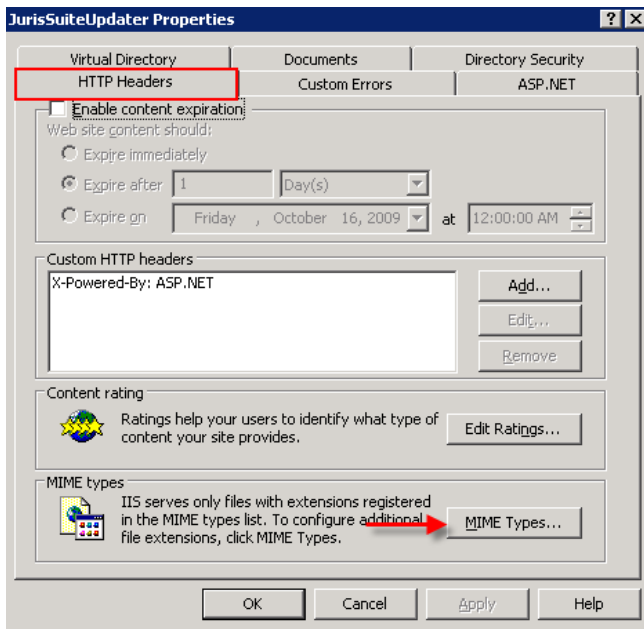 JurisSuiteUpdater Properties
Virtual Directory Documents Directory Security
HTTP Headers Custom Errors ASP.NET
Enable content expiration
Web site content should:
Expire immediately
Expire after 1 Day(s)
Expire on Friday , October 16, 2009 at 12:00:00 AM
Custom HTTP headers
X-Powered-By: ASP.NET
Add...
Edit...
Remove
Content rating
Ratings help your users to identify what type of
content your site provides.
Edit Ratings...
MIME types
IIS serves only files with extensions registered
in the MIME types list. To configure additional
file extensions, click MIME Types.
MIME Types...
OK Cancel Apply Help